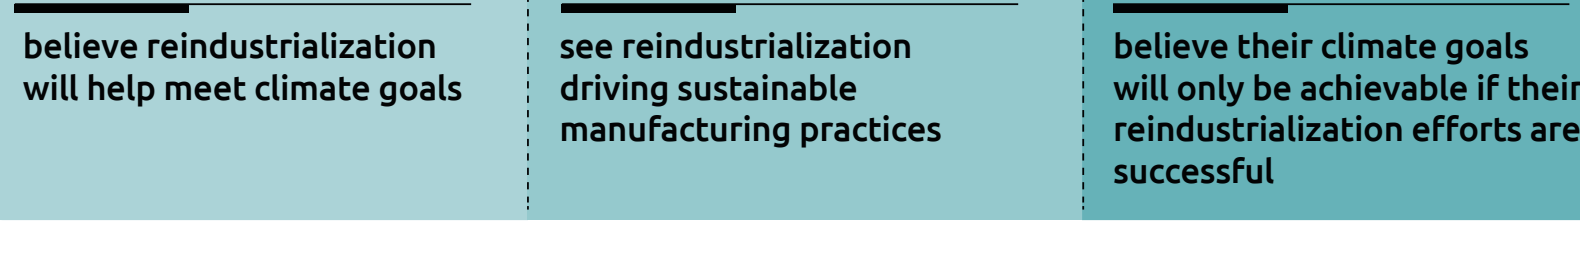 believe reindustrialization
will help meet climate goals
see reindustrialization
driving sustainable
manufacturing practices
believe their climate goals
will only be achievable if their
reindustrialization efforts are
successful